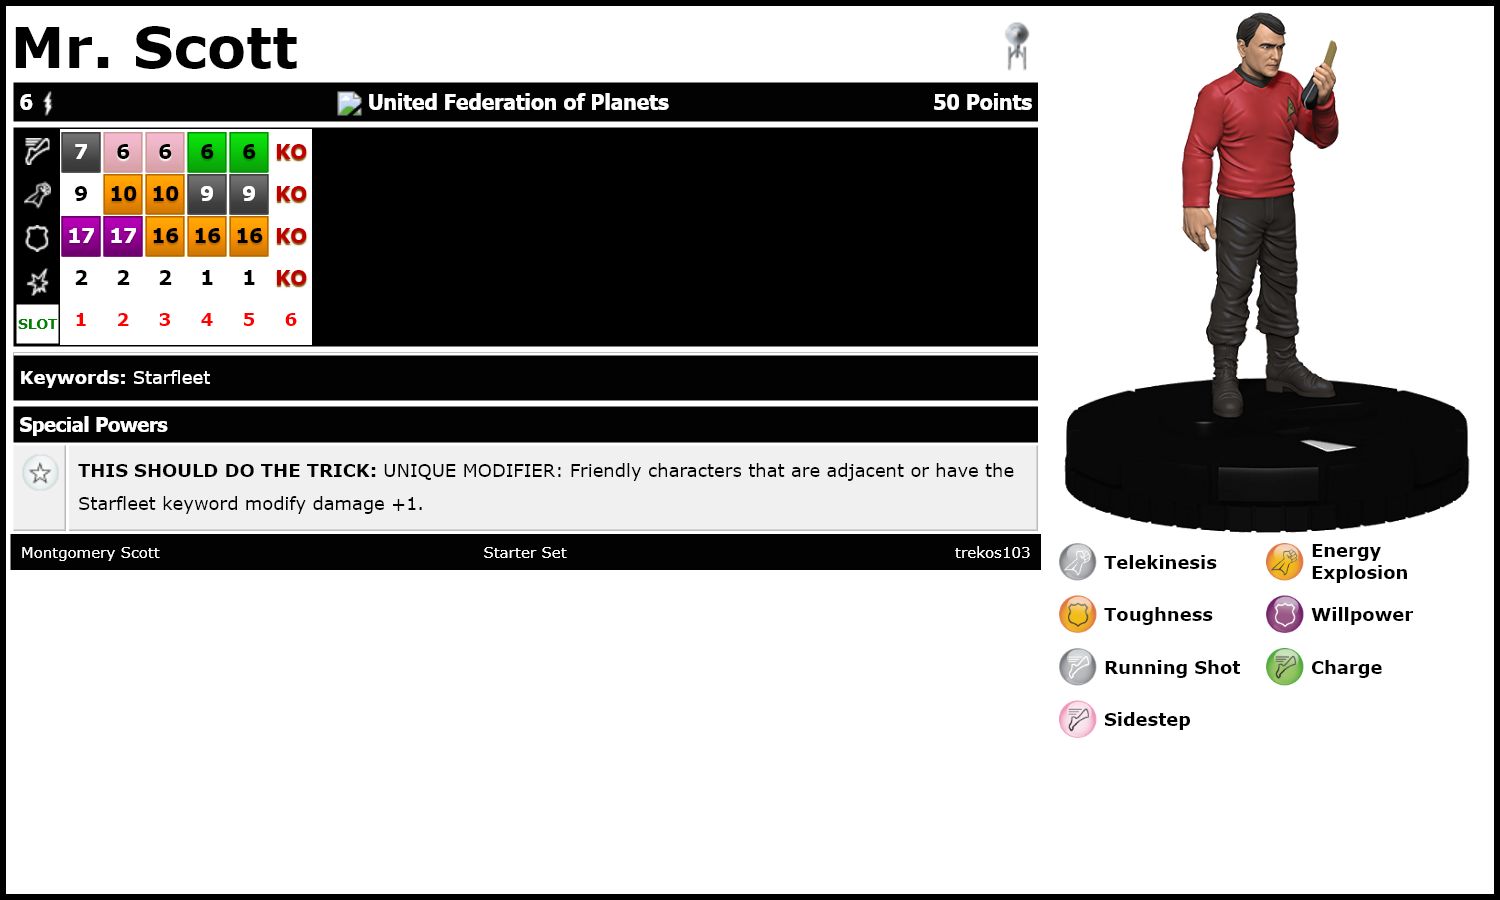 Mr. Scott
6 United Federation of Planets 50 Points
7 6 6 6 6 KO
9 10 10 9 9 KO
17 17 16 16 16 KO
2 2 2 1 1 KO
SLOT 1 2 3 4 5 6
Keywords: Starfleet
Special Powers
THIS SHOULD DO THE TRICK: UNIQUE MODIFIER: Friendly characters that are adjacent or have the
Starfleet keyword modify damage +1.
Montgomery Scott Starter Set trekos103
Telekinesis
Energy
Explosion
Toughness
Willpower
Running Shot
Charge
Sidestep